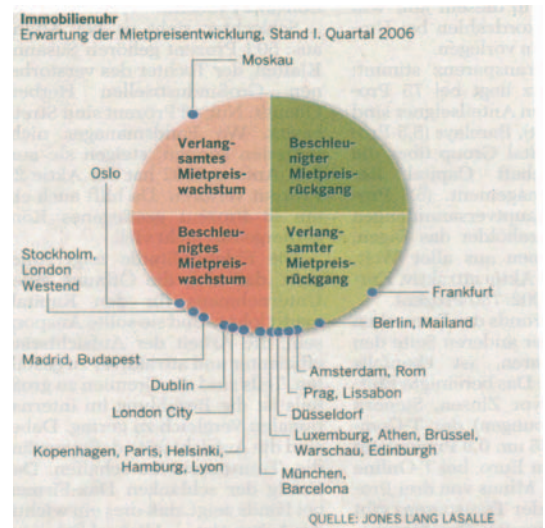 Immobilienuhr
Erwartung der Mietpreisentwicklung, Stand I. Quartal 2006
Moskau
Verlang-
samtes
Mietpreis-
wachstum
Beschleu-
nigter
Mietpreis-
rückgang
Oslo
Beschleu-
nigtes
Mietpreis-
wachstum
Verlang-
samter
Mietpreis-
rückgang
Stockholm,
London
Westend
Frankfurt
Berlin, Mailand
Madrid, Budapest
Amsterdam, Rom
Dublin
Prag, Lissabon
London City
Düsseldorf
Kopenhagen, Paris, Helsinki,
Hamburg, Lyon
Luxemburg, Athen, Brüssel,
Warschau, Edinburgh
München,
Barcelona
QUELLE: JONES LANG LASALLE